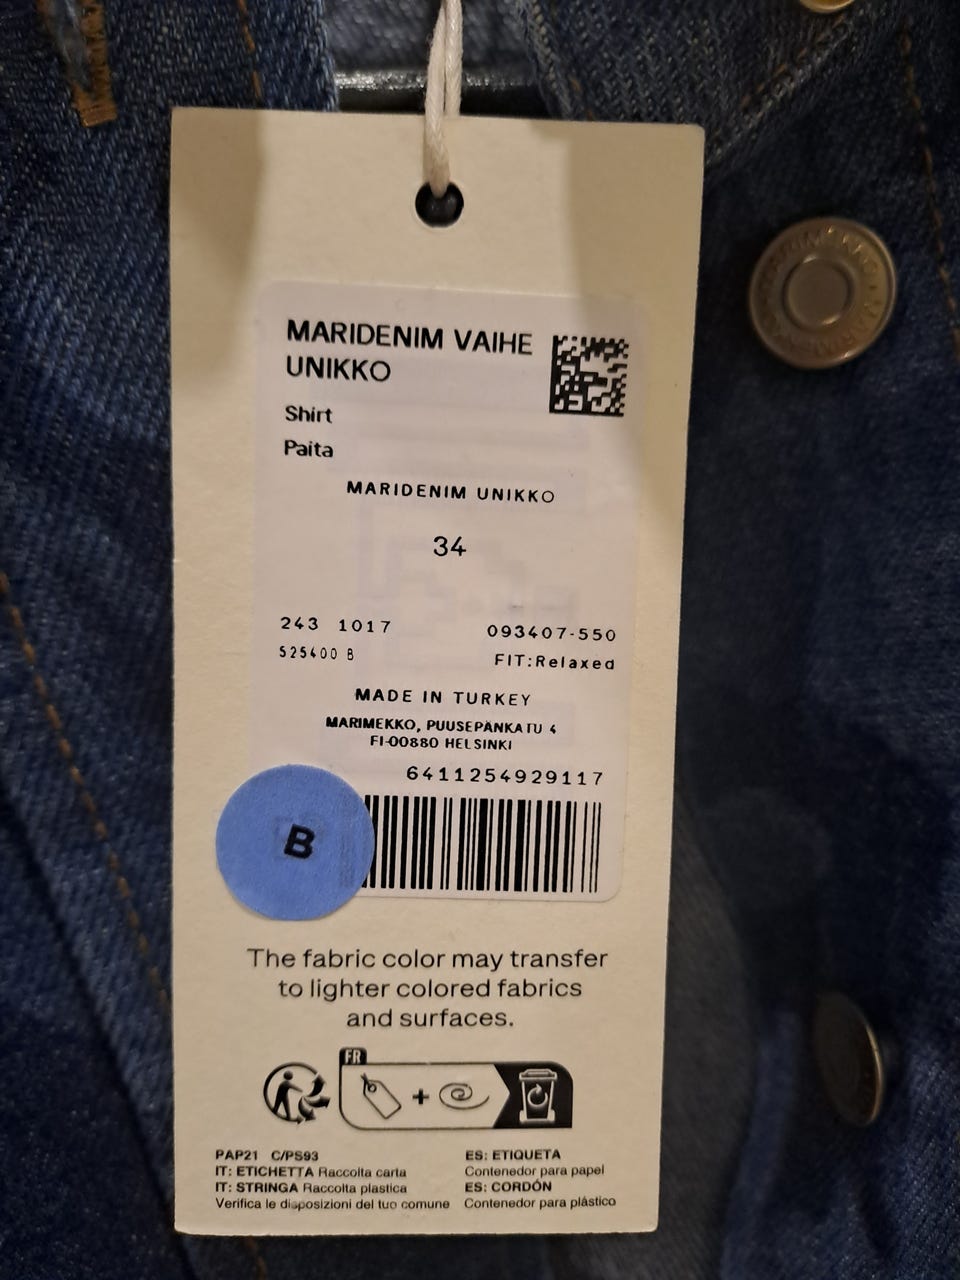 MARIDENIM VAIHE
UNIKKO
Shirt
Paita
MARIDENIM UNIKKO
34
243 1017
093407-550
525400 B
FIT:Relaxed
MADE IN TURKEY
MARIMEKKO, PUUSEPÄNKATU 4
FI-00880 HELSINKI
6411254929117
B
The fabric color may transfer
to lighter colored fabrics
and surfaces.
FR
PAP21 C/PS93
IT: ETICHETTA Raccolta carta
IT: STRINGA Raccolta plastica
Verifica le disposizioni del tuo comune
ES: ETIQUETA
Contenedor para papel
ES: CORDÓN
Contenedor para plástico